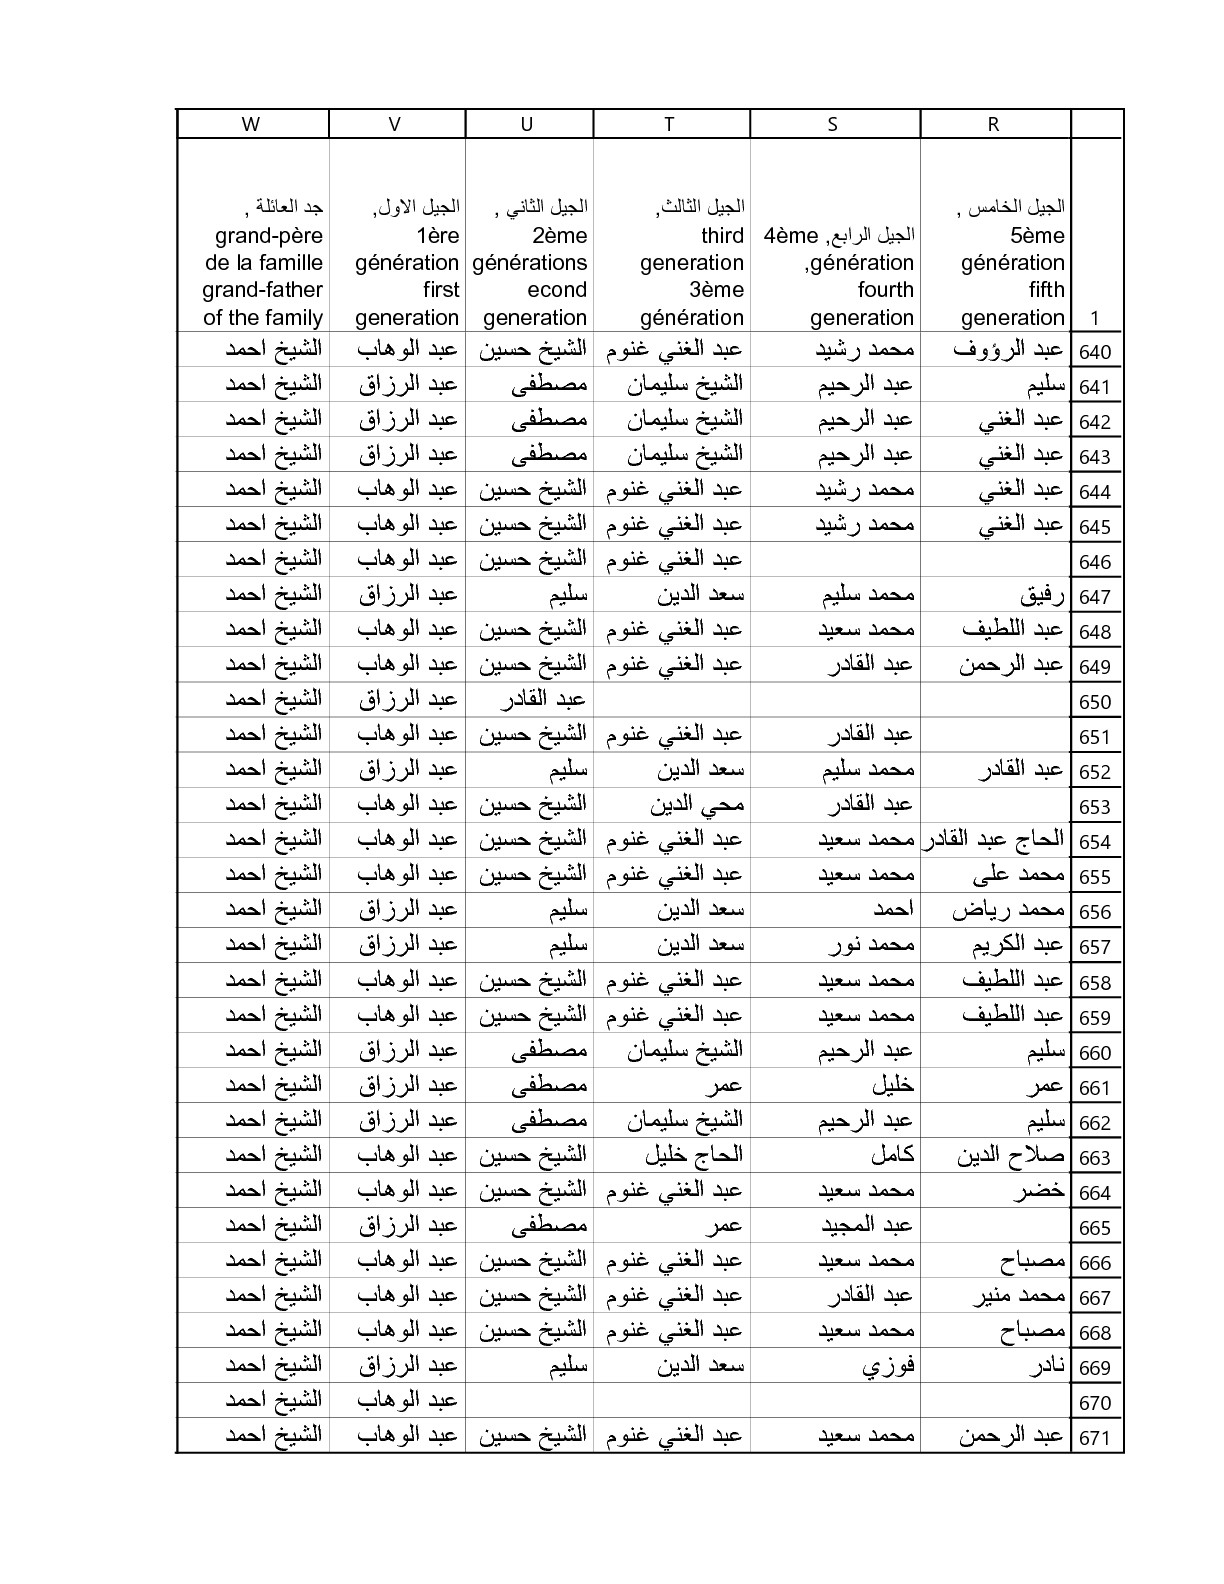 R S T U V W
1
الجيل الخامس , 5ème génération fifth generation
الجيل الرابع, 4ème génération, fourth generation
الجيل الثالث, third generation 3ème génération
الجيل الثاني , 2ème générations econd generation
الجيل الاول, 1ère génération first generation
جد العائلة , grand-père de la famille grand-father of the family
640 عبد الرؤوف محمد رشيد عبد الغني غنوم الشيخ حسين عبد الوهاب الشيخ احمد
641 سليم عبد الرحيم الشيخ سليمان مصطفى عبد الرزاق الشيخ احمد
642 عبد الغني عبد الرحيم الشيخ سليمان مصطفى عبد الرزاق الشيخ احمد
643 عبد الغني عبد الرحيم الشيخ سليمان مصطفى عبد الرزاق الشيخ احمد
644 عبد الغني محمد رشيد عبد الغني غنوم الشيخ حسين عبد الوهاب الشيخ احمد
645 عبد الغني محمد رشيد عبد الغني غنوم الشيخ حسين عبد الوهاب الشيخ احمد
646 عبد الغني غنوم الشيخ حسين عبد الوهاب الشيخ احمد
647 رفيق محمد سليم سعد الدين سليم عبد الرزاق الشيخ احمد
648 عبد اللطيف محمد سعيد عبد الغني غنوم الشيخ حسين عبد الوهاب الشيخ احمد
649 عبد الرحمن عبد القادر عبد الغني غنوم الشيخ حسين عبد الوهاب الشيخ احمد
650 عبد القادر عبد الرزاق الشيخ احمد
651 عبد القادر عبد الغني غنوم الشيخ حسين عبد الوهاب الشيخ احمد
652 عبد القادر محمد سليم سعد الدين سليم عبد الرزاق الشيخ احمد
653 عبد القادر محي الدين الشيخ حسين عبد الوهاب الشيخ احمد
654 الحاج عبد القادر محمد سعيد عبد الغني غنوم الشيخ حسين عبد الوهاب الشيخ احمد
655 محمد على محمد سعيد عبد الغني غنوم الشيخ حسين عبد الوهاب الشيخ احمد
656 محمد رياض احمد سعد الدين سليم عبد الرزاق الشيخ احمد
657 عبد الكريم محمد نور سعد الدين سليم عبد الرزاق الشيخ احمد
658 عبد اللطيف محمد سعيد عبد الغني غنوم الشيخ حسين عبد الوهاب الشيخ احمد
659 عبد اللطيف محمد سعيد عبد الغني غنوم الشيخ حسين عبد الوهاب الشيخ احمد
660 سليم عبد الرحيم الشيخ سليمان مصطفى عبد الرزاق الشيخ احمد
661 عمر خليل عمر مصطفى عبد الرزاق الشيخ احمد
662 سليم عبد الرحيم الشيخ سليمان مصطفى عبد الرزاق الشيخ احمد
663 صلاح الدين كامل الحاج خليل الشيخ حسين عبد الوهاب الشيخ احمد
664 خضر محمد سعيد عبد الغني غنوم الشيخ حسين عبد الوهاب الشيخ احمد
665 عبد المجيد عمر مصطفى عبد الرزاق الشيخ احمد
666 مصباح محمد سعيد عبد الغني غنوم الشيخ حسين عبد الوهاب الشيخ احمد
667 محمد منير عبد القادر عبد الغني غنوم الشيخ حسين عبد الوهاب الشيخ احمد
668 مصباح محمد سعيد عبد الغني غنوم الشيخ حسين عبد الوهاب الشيخ احمد
669 نادر فوزي سعد الدين سليم عبد الرزاق الشيخ احمد
670 عبد الوهاب الشيخ احمد
671 عبد الرحمن محمد سعيد عبد الغني غنوم الشيخ حسين عبد الوهاب الشيخ احمد